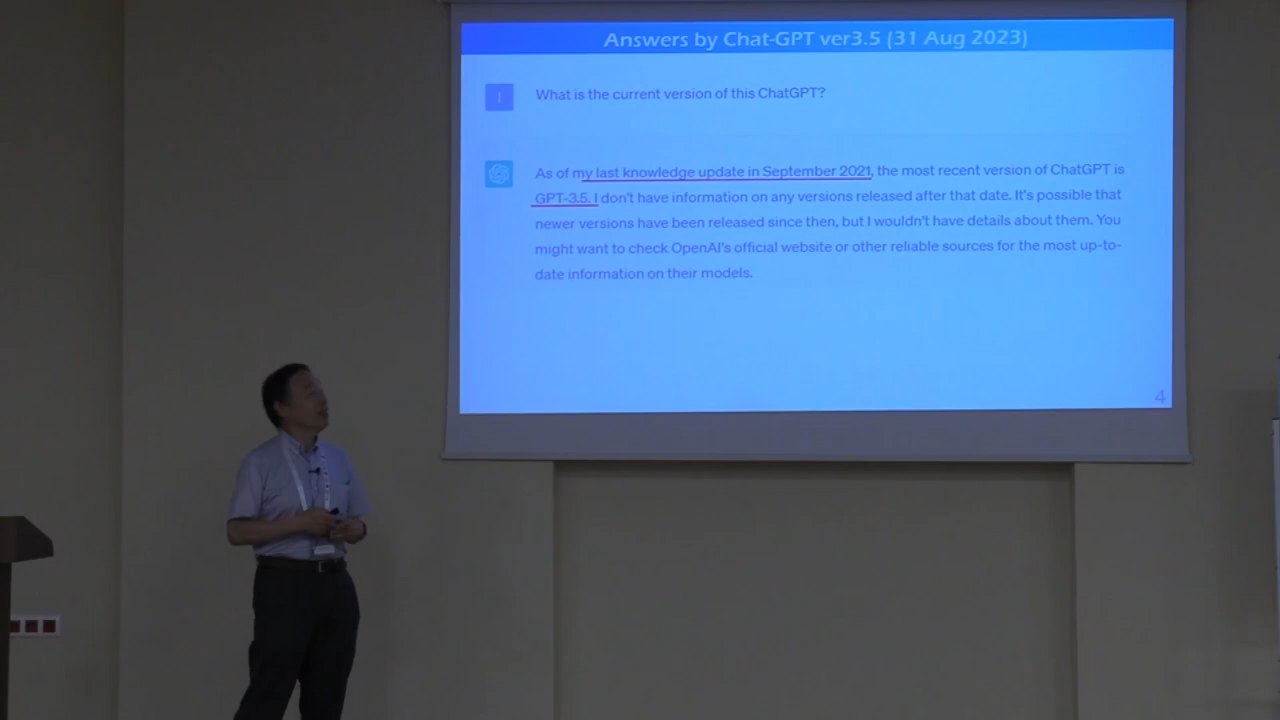 Answers by Chat-GPT ver3.5 (31 Aug 2023)
I
What is the current version of this ChatGPT?
As of my last knowledge update in September 2021, the most recent version of ChatGPT is
GPT-3.5. I don't have information on any versions released after that date. It's possible that
newer versions have been released since then, but I wouldn't have details about them. You
might want to check OpenAI's official website or other reliable sources for the most up-to-
date information on their models.
4